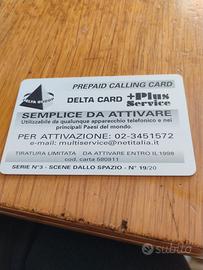 PREPAID CALLING CARD
DELTA GROUP
DELTA CARD +Plus
Service
SEMPLICE DA ATTIVARE
Utilizzabile da qualunque apparecchio telefonico e nei
principali Paesi del mondo.
PER ATTIVAZIONE: 02-3451572
e-mail: multiservice@netitalia.it
TIRATURA LIMITATA DA ATTIVARE ENTRO IL 1998
cod. carta 580911
SERIE N°3 - SCENE DALLO SPAZIO - N° 19/20
subito